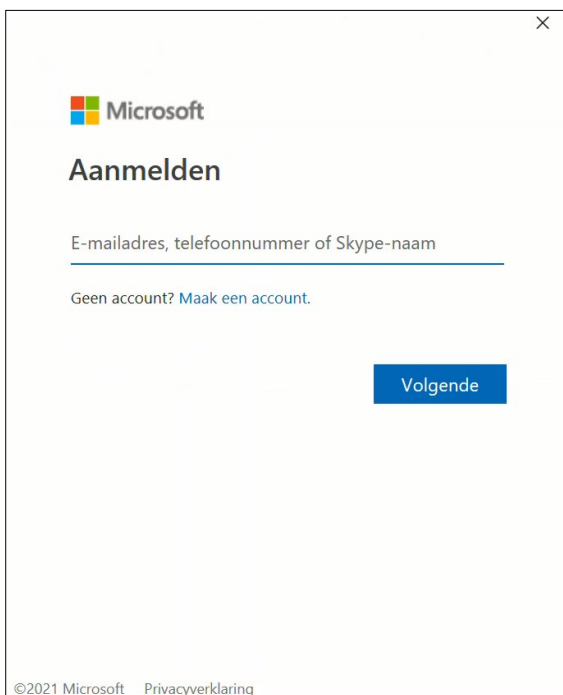 Microsoft
Aanmelden
E-mailadres, telefoonnummer of Skype-naam
Geen account? Maak een account.
Volgende
©2021 Microsoft Privacyverklaring